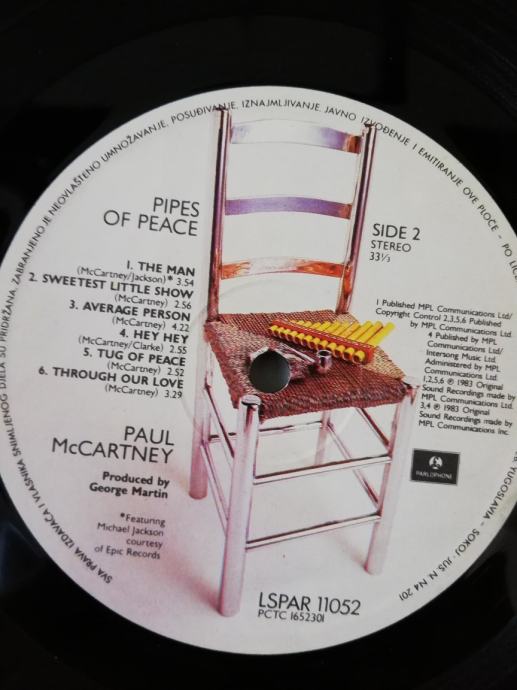 SVA PRAVA IZDAVAČA I VLASNIKA SNIMLJENOG DJELA SU PRIDRŽANA. ZABRANJENO JE NEOVLAŠTENO UMNOŽAVANJE, POSUĐIVANJE, IZNAJMLJIVANJE, JAVNO IZVOĐENJE I EMITIRANJE OVE PLOČE - PO LICE
YUGOSLAVIA - SOKOJ - JUS N. N4 201
PIPES
OF PEACE
SIDE 2
STEREO
33⅓
1. THE MAN
(McCartney/Jackson)* 3.54
2. SWEETEST LITTLE SHOW
(McCartney) 2.56
3. AVERAGE PERSON
(McCartney) 4.22
4. HEY HEY
(McCartney/Clarke) 2.55
5. TUG OF PEACE
(McCartney) 2.52
6. THROUGH OUR LOVE
(McCartney) 3.29
1 Published MPL Communications Ltd/
Copyright Control 2,3,5,6 Published
by MPL Communications Ltd.
4 Published by MPL
Communications Ltd/
Intersong Music Ltd.
Administered by MPL
Communications Ltd.
1,2,5,6 ℗ 1983 Original
Sound Recordings made by
MPL Communications Ltd.
3,4 ℗ 1983 Original
Sound Recordings made by
MPL Communications Inc.
PAUL
McCARTNEY
Produced by
George Martin
*Featuring
Michael Jackson
courtesy
of Epic Records
PARLOPHONE
LSPAR 11052
PCTC 1652301